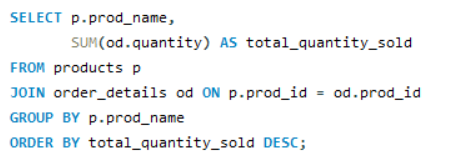 SELECT p.prod_name,
       SUM(od.quantity) AS total_quantity_sold
FROM products p
JOIN order_details od ON p.prod_id = od.prod_id
GROUP BY p.prod_name
ORDER BY total_quantity_sold DESC;